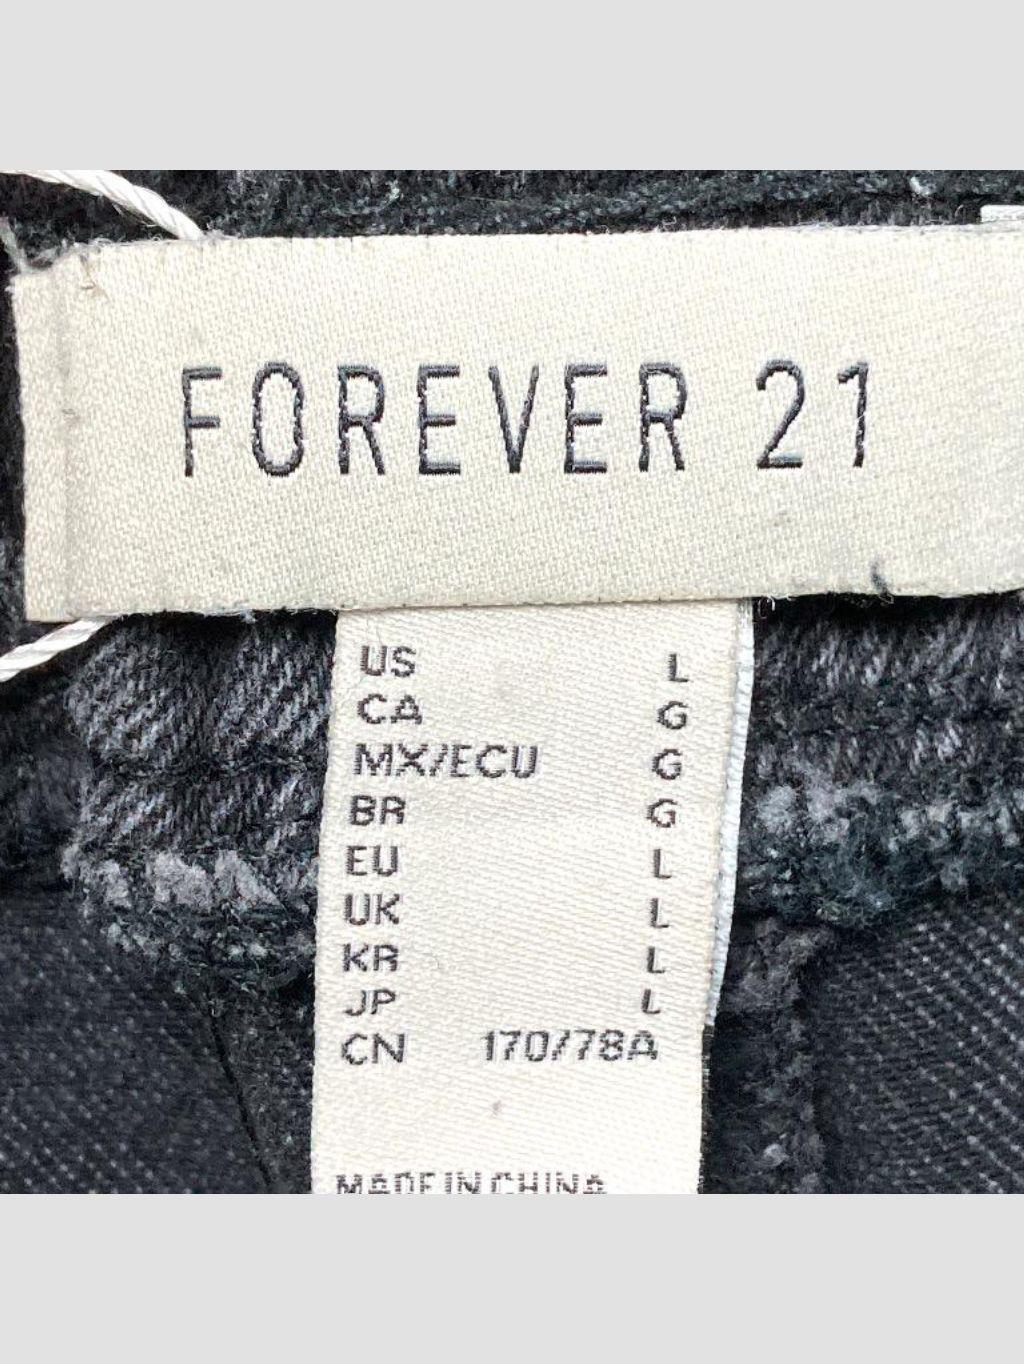 FOREVER 21
US L
CA G
MX/ECU G
BR G
EU L
UK L
KR L
JP L
CN 170/78A
MADE IN CHINA